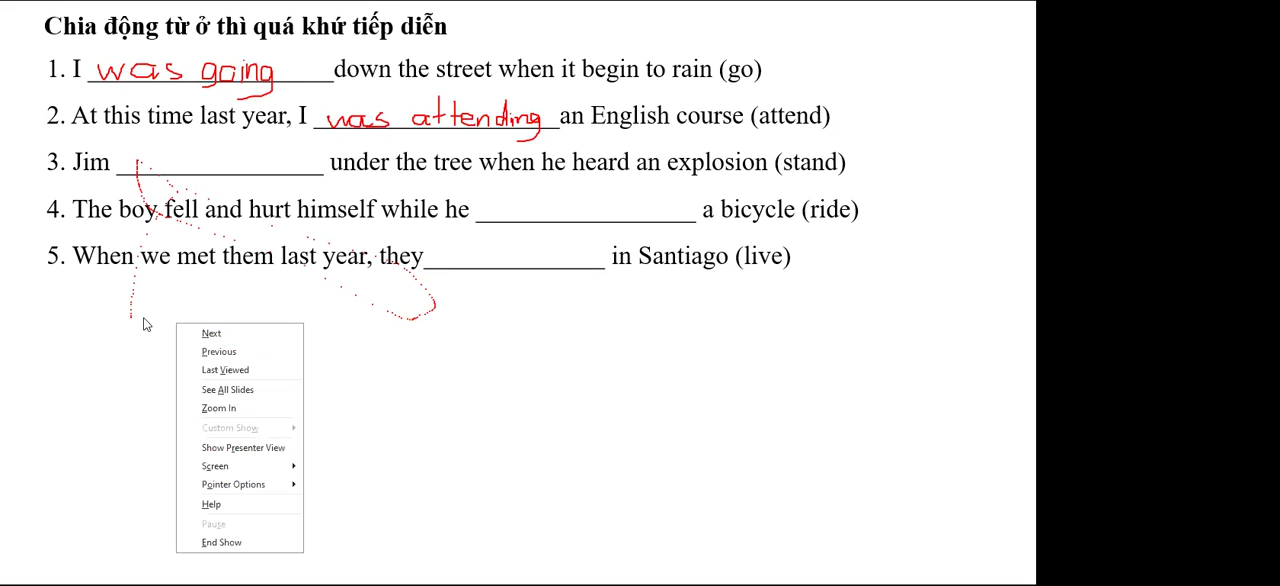 Chia động từ ở thì quá khứ tiếp diễn
1. I was going down the street when it begin to rain (go)
2. At this time last year, I was attending an English course (attend)
3. Jim ________________ under the tree when he heard an explosion (stand)
4. The boy fell and hurt himself while he _________________ a bicycle (ride)
5. When we met them last year, they______________ in Santiago (live)
Next
Previous
Last Viewed
See All Slides
Zoom In
Custom Show
Show Presenter View
Screen
Pointer Options
Help
Pause
End Show